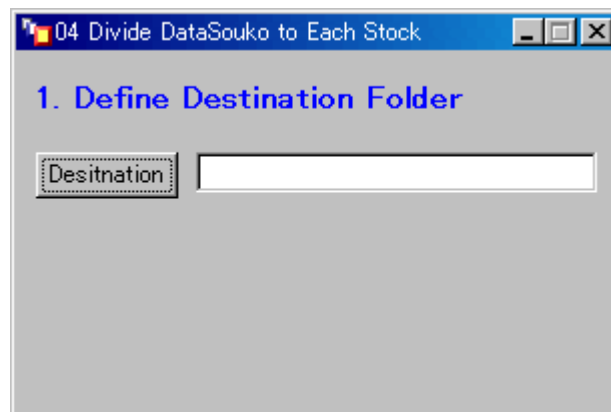 04 Divide DataSouko to Each Stock
1. Define Destination Folder
Desitnation